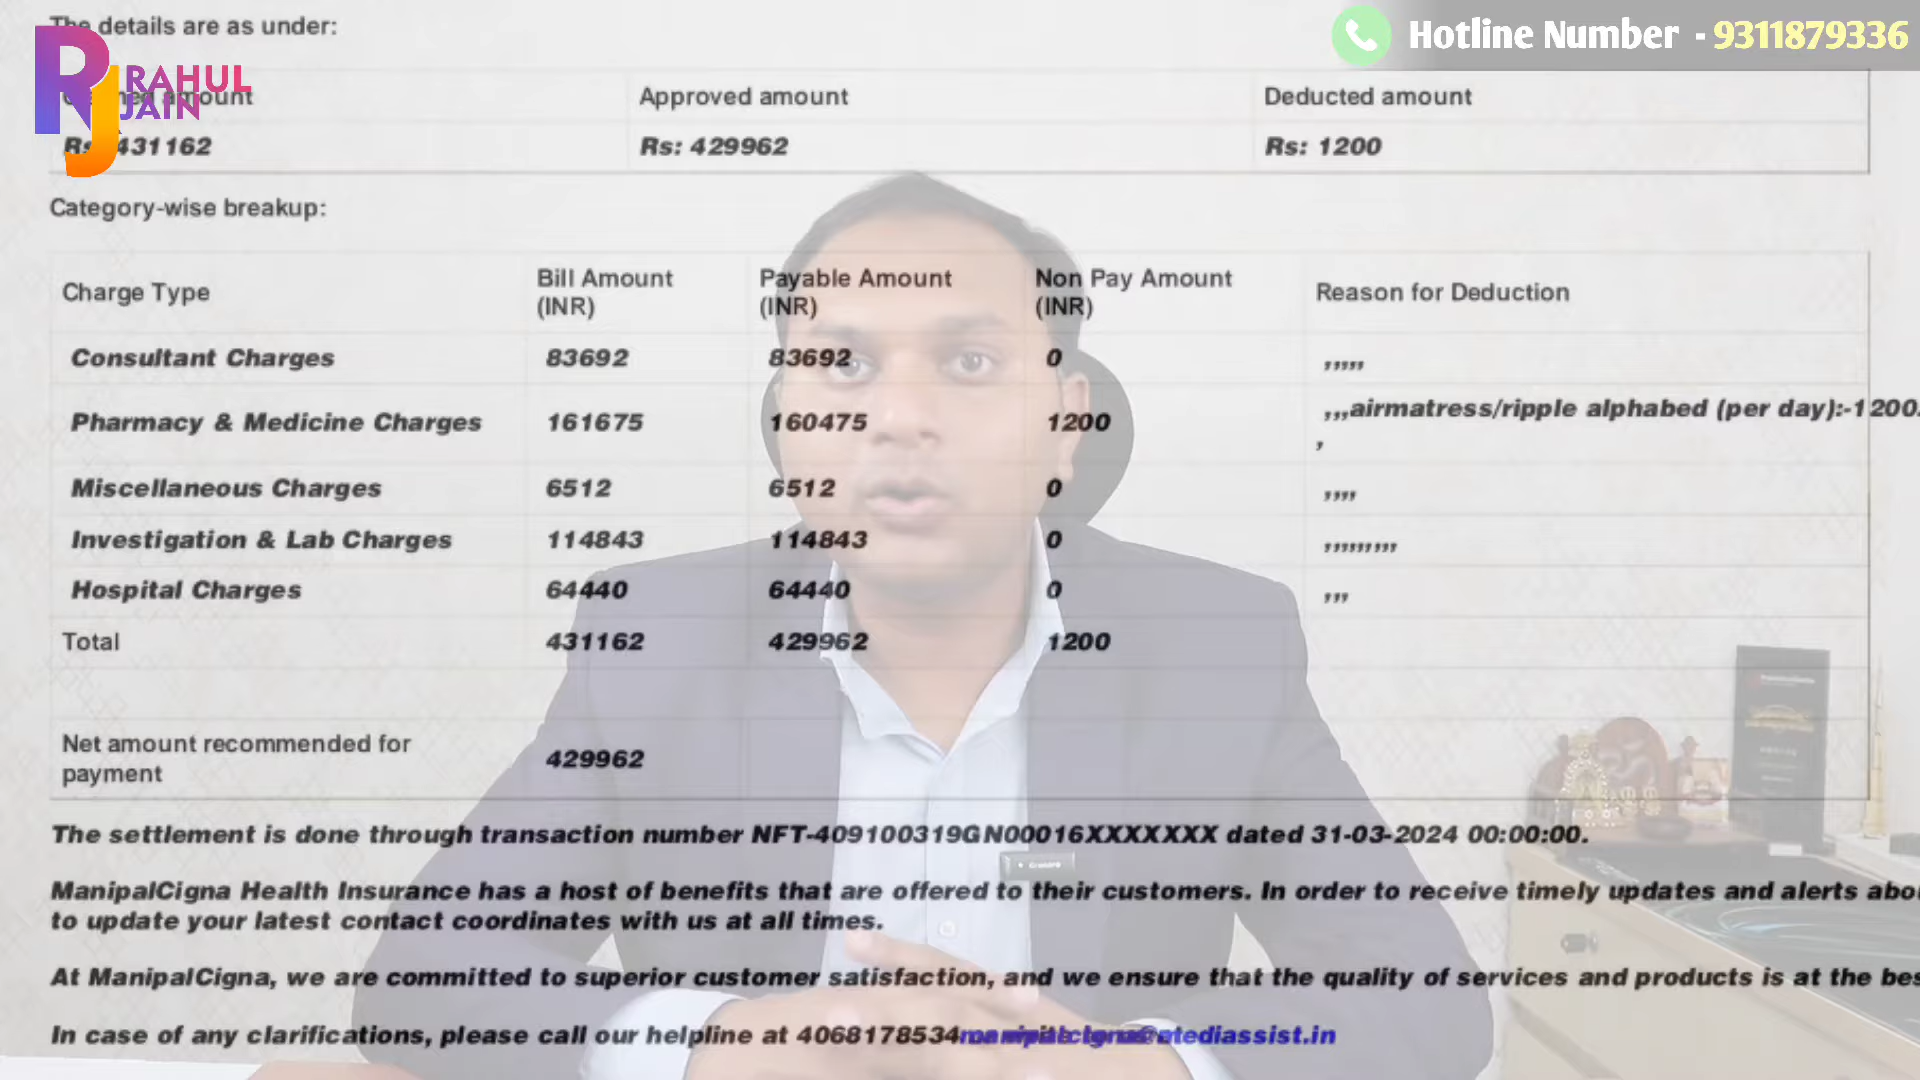 The details are as under:
Hotline Number - 9311879336
RJ RAHUL JAIN
amount Approved amount Deducted amount
Rs: 431162 Rs: 429962 Rs: 1200
Category-wise breakup:
Charge Type Bill Amount (INR) Payable Amount (INR) Non Pay Amount (INR) Reason for Deduction
Consultant Charges 83692 83692 0 ,,,,,
Pharmacy & Medicine Charges 161675 160475 1200 ,,,airmatress/ripple alphabed (per day):-1200.
,
Miscellaneous Charges 6512 6512 0 ,,,,
Investigation & Lab Charges 114843 114843 0 ,,,,,,,,,
Hospital Charges 64440 64440 0 ,,,
Total 431162 429962 1200
Net amount recommended for payment 429962
The settlement is done through transaction number NFT-409100319GN00016XXXXXXX dated 31-03-2024 00:00:00.
ManipalCigna Health Insurance has a host of benefits that are offered to their customers. In order to receive timely updates and alerts abou
to update your latest contact coordinates with us at all times.
At ManipalCigna, we are committed to superior customer satisfaction, and we ensure that the quality of services and products is at the bes
In case of any clarifications, please call our helpline at 4068178534